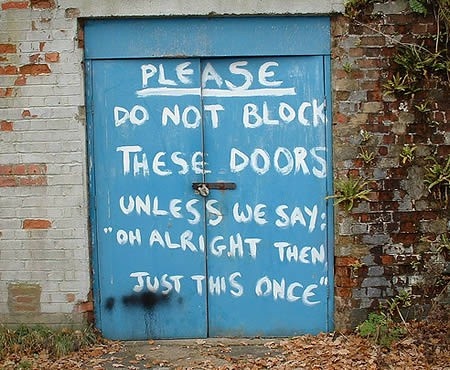 PLEASE
DO NOT BLOCK
THESE DOORS
UNLESS WE SAY:
"OH ALRIGHT THEN
JUST THIS ONCE"